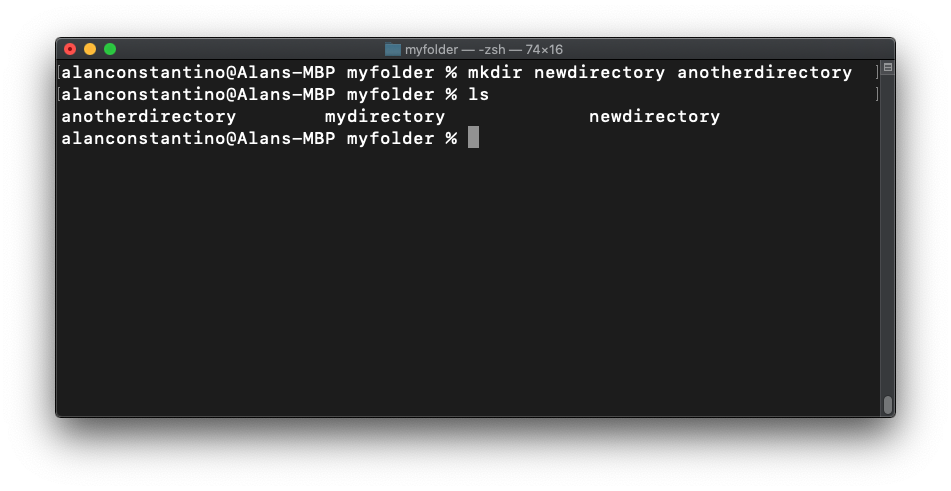 myfolder — -zsh — 74×16
[alanconstantino@Alans-MBP myfolder % mkdir newdirectory anotherdirectory ]
[alanconstantino@Alans-MBP myfolder % ls ]
anotherdirectory mydirectory newdirectory
alanconstantino@Alans-MBP myfolder %